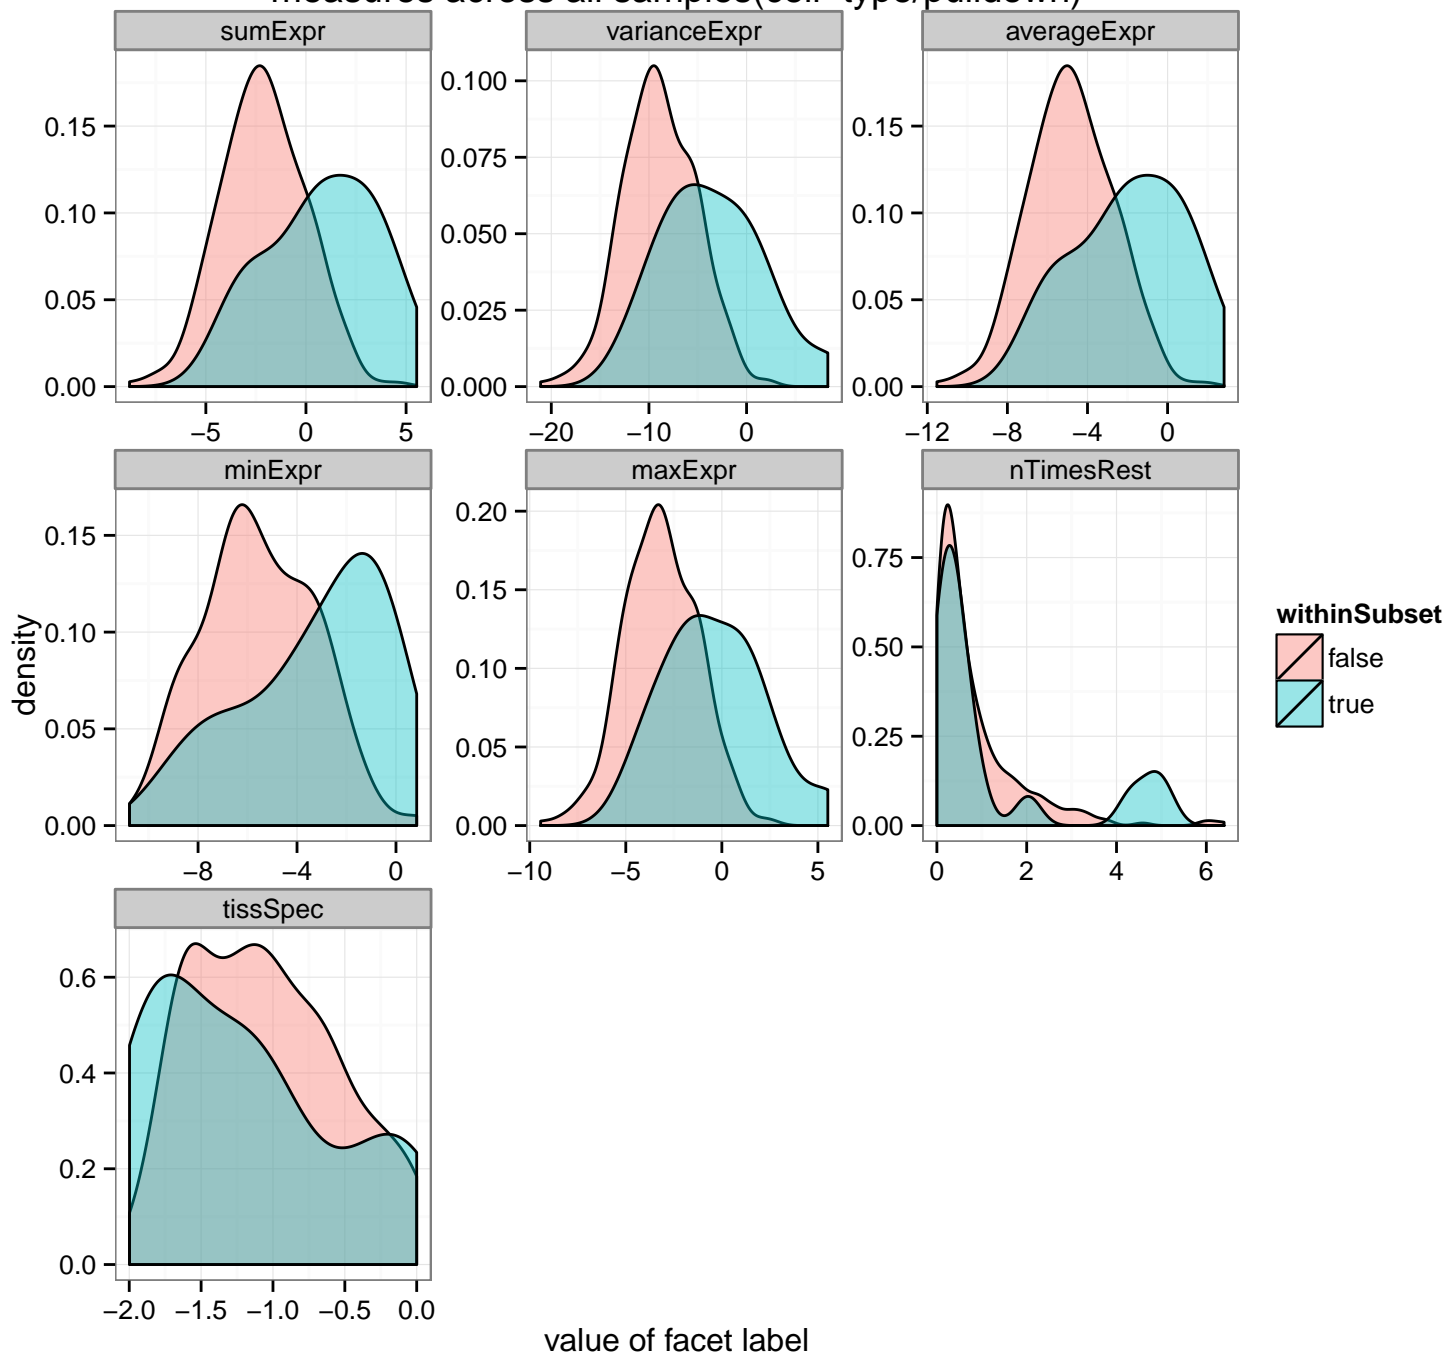 sumExpr varianceExpr averageExpr
0.15 0.10 0.05 0.00
−5 0 5
0.100 0.075 0.050 0.025 0.000
−20 −10 0
0.15 0.10 0.05 0.00
−12 −8 −4 0
minExpr maxExpr nTimesRest
0.15 0.10 0.05 0.00
−8 −4 0
0.20 0.15 0.10 0.05 0.00
−10 −5 0 5
0.75 0.50 0.25 0.00
0 2 4 6
tissSpec
0.6 0.4 0.2 0.0
−2.0 −1.5 −1.0 −0.5 0.0
density
value of facet label
withinSubset
false
true